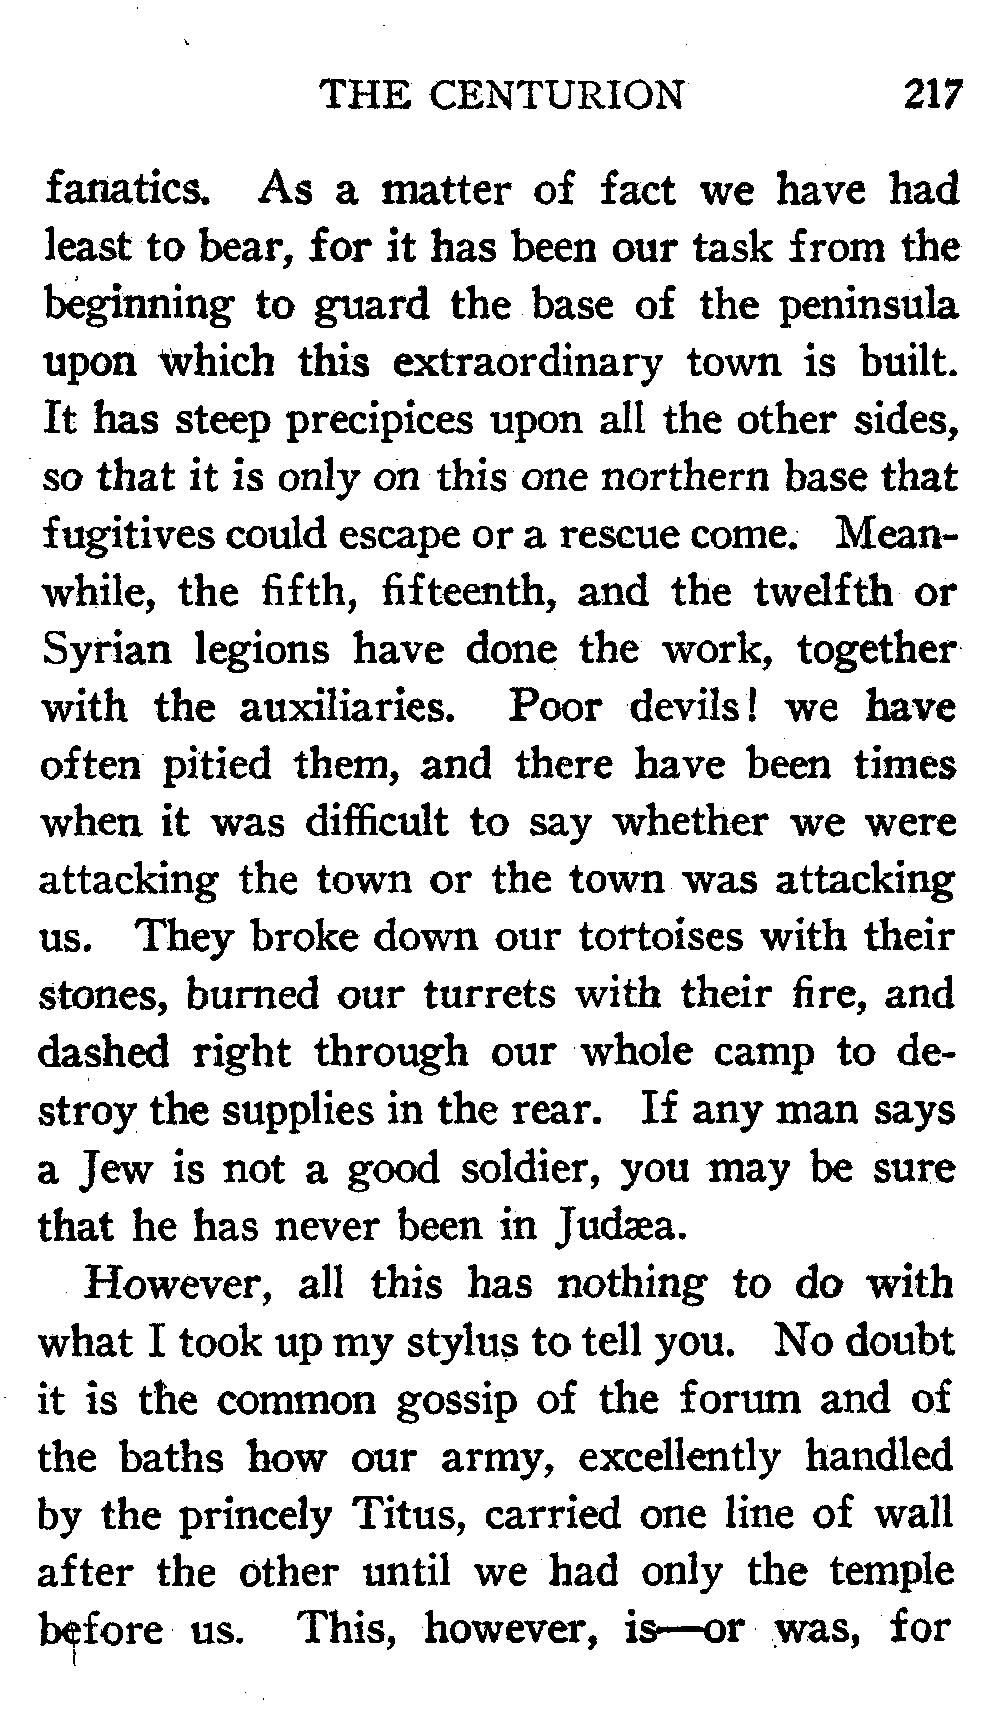 THE CENTURION 217
fanatics. As a matter of fact we have had
least to bear, for it has been our task from the
beginning to guard the base of the peninsula
upon which this extraordinary town is built.
It has steep precipices upon all the other sides,
so that it is only on this one northern base that
fugitives could escape or a rescue come. Mean-
while, the fifth, fifteenth, and the twelfth or
Syrian legions have done the work, together
with the auxiliaries. Poor devils! we have
often pitied them, and there have been times
when it was difficult to say whether we were
attacking the town or the town was attacking
us. They broke down our tortoises with their
stones, burned our turrets with their fire, and
dashed right through our whole camp to de-
stroy the supplies in the rear. If any man says
a Jew is not a good soldier, you may be sure
that he has never been in Judæa.
However, all this has nothing to do with
what I took up my stylus to tell you. No doubt
it is the common gossip of the forum and of
the baths how our army, excellently handled
by the princely Titus, carried one line of wall
after the other until we had only the temple
before us. This, however, is—or was, for